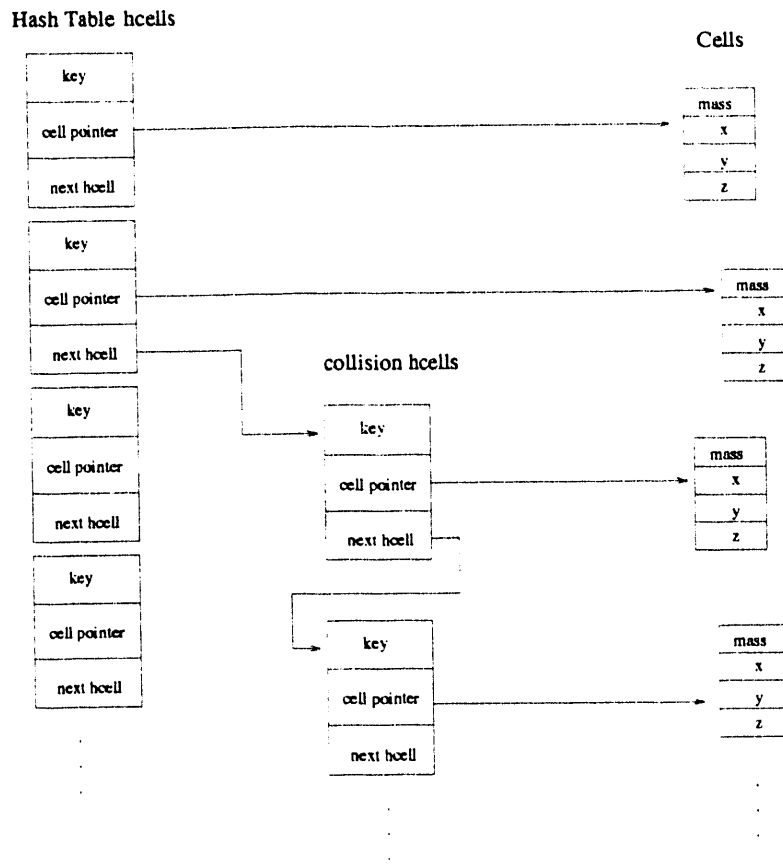 Hash Table hcells
Cells
key
cell pointer
next hcell
mass
x
y
z
key
cell pointer
next hcell
mass
x
y
z
collision hcells
key
cell pointer
next hcell
key
cell pointer
next hcell
mass
x
y
z
key
cell pointer
next hcell
key
cell pointer
next hcell
mass
x
y
z